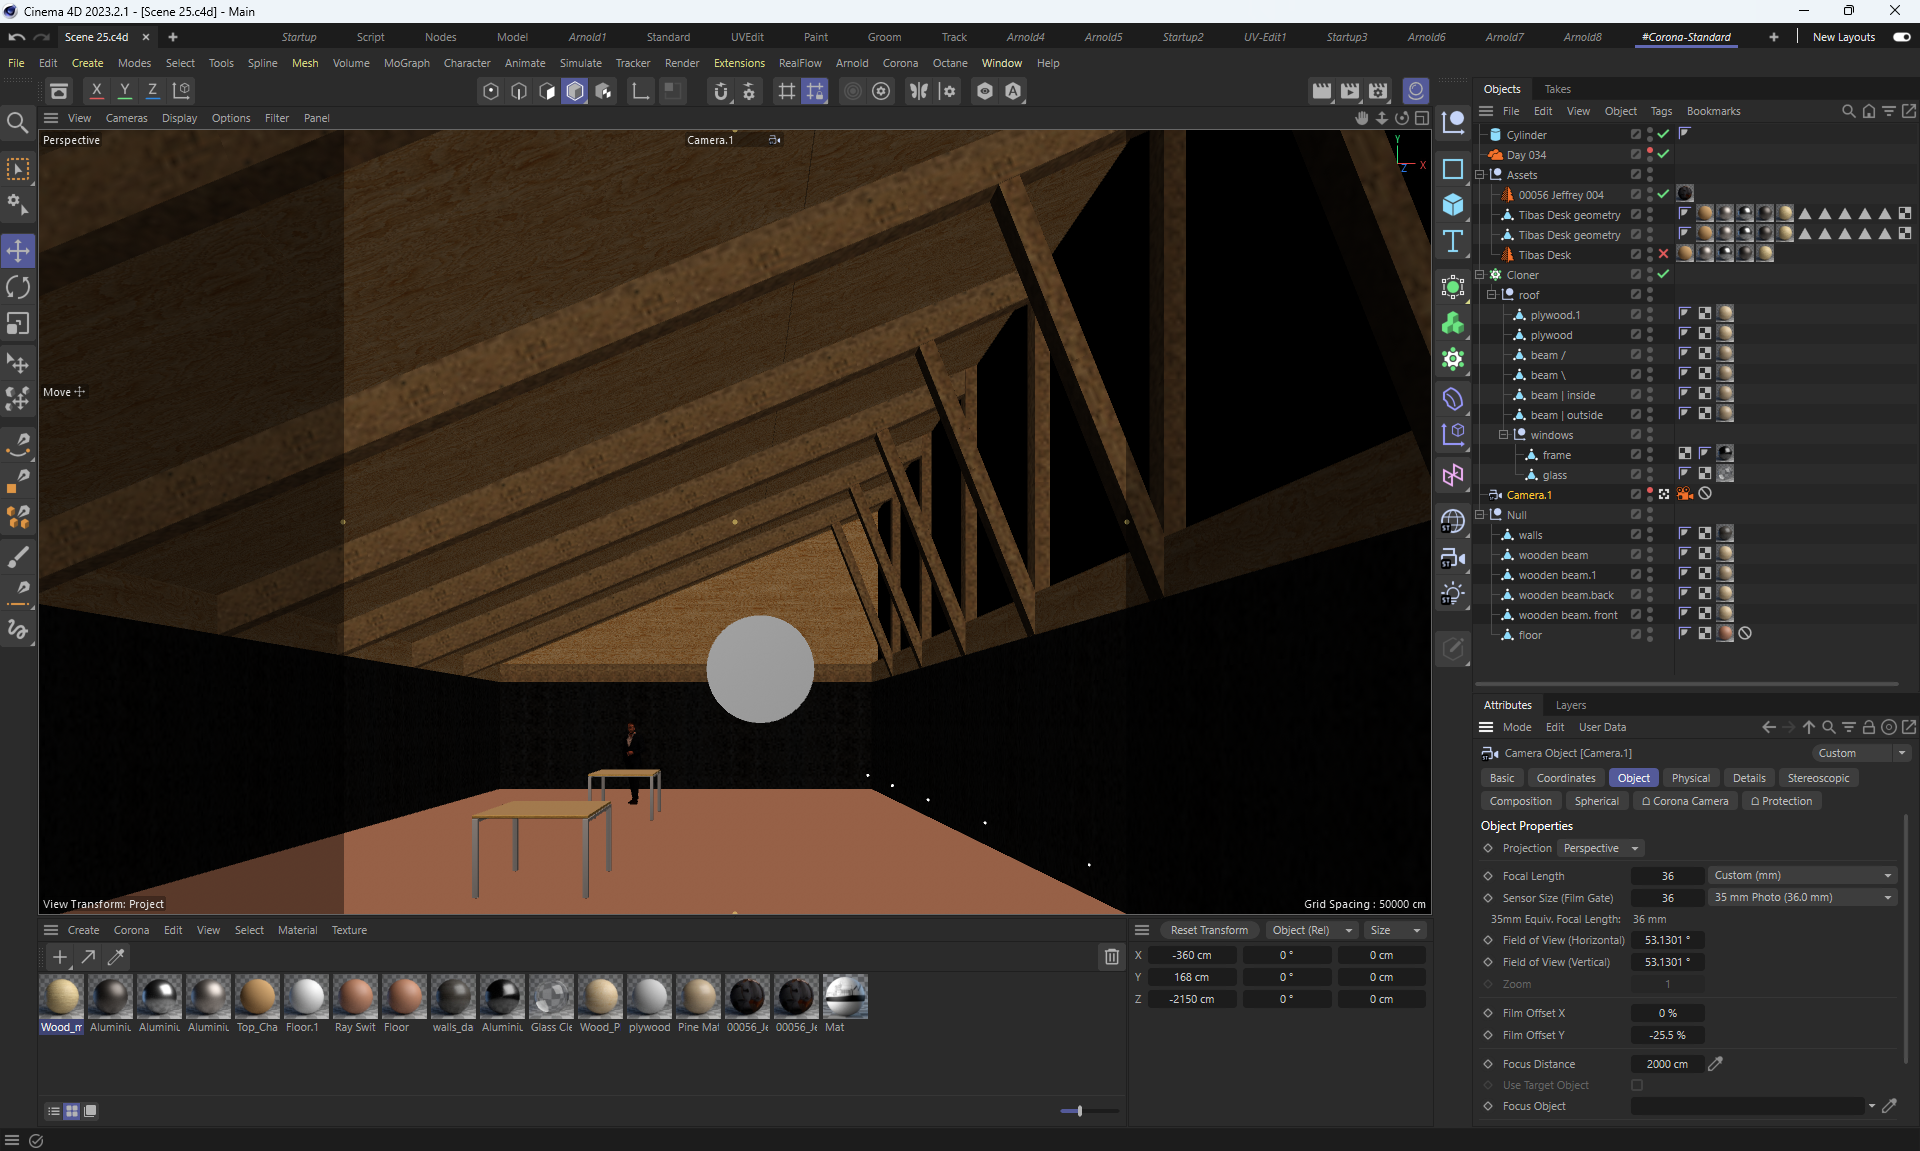 Cinema 4D 2023.2.1 - [Scene 25.c4d] - Main
Scene 25.c4d
Startup Script Nodes Model Arnold1 Standard UVEdit Paint Groom Track Arnold4 Arnold5 Startup2 UV-Edit1 Startup3 Arnold6 Arnold7 Arnold8 #Corona-Standard New Layouts
File Edit Create Modes Select Tools Spline Mesh Volume MoGraph Character Animate Simulate Tracker Render Extensions RealFlow Arnold Corona Octane Window Help
X Y Z
View Cameras Display Options Filter Panel
Perspective
Camera.1
Y
X
Z
Move
View Transform: Project
Grid Spacing : 50000 cm
ST
ST
ST
Objects Takes
File Edit View Object Tags Bookmarks
Cylinder
Day 034
Assets
00056 Jeffrey 004
Tibas Desk geometry
Tibas Desk geometry
Tibas Desk
Cloner
roof
plywood.1
plywood
beam /
beam \
beam | inside
beam | outside
windows
frame
glass
Camera.1
Null
walls
wooden beam
wooden beam.1
wooden beam.back
wooden beam. front
floor
Attributes Layers
Mode Edit User Data
Camera Object [Camera.1]
Custom
Basic Coordinates Object Physical Details Stereoscopic
Composition Spherical Corona Camera Protection
Object Properties
Projection Perspective
Focal Length 36 Custom (mm)
Sensor Size (Film Gate) 36 35 mm Photo (36.0 mm)
35mm Equiv. Focal Length: 36 mm
Field of View (Horizontal) 53.1301 °
Field of View (Vertical) 53.1301 °
Zoom 1
Film Offset X 0 %
Film Offset Y -25.5 %
Focus Distance 2000 cm
Use Target Object
Focus Object
Create Corona Edit View Select Material Texture
Wood_m Aluminiu Aluminiu Aluminiu Top_Cha Floor.1 Ray Swit Floor walls_da Aluminiu Glass Cle Wood_P plywood Pine Mat 00056_Je 00056_Je Mat
Reset Transform Object (Rel) Size
X -360 cm 0 ° 0 cm
Y 168 cm 0 ° 0 cm
Z -2150 cm 0 ° 0 cm